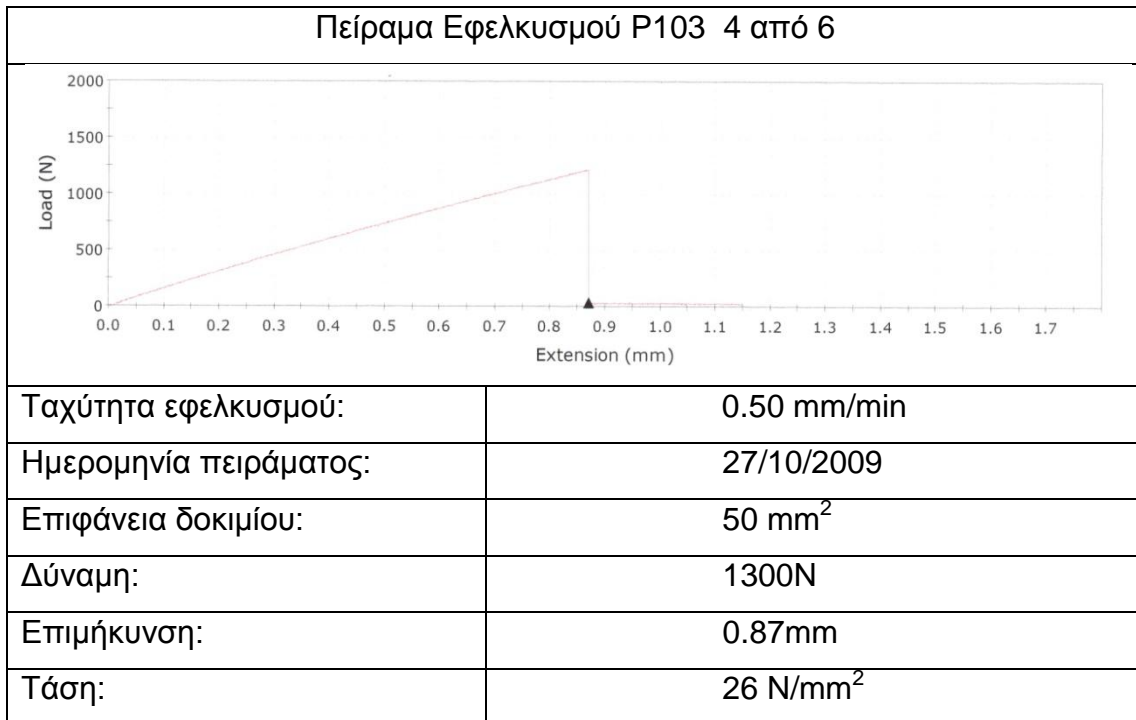 Πείραμα Εφελκυσμού P103 4 από 6
2000
1500
1000
500
0
Load (N)
0.0 0.1 0.2 0.3 0.4 0.5 0.6 0.7 0.8 0.9 1.0 1.1 1.2 1.3 1.4 1.5 1.6 1.7
Extension (mm)
Ταχύτητα εφελκυσμού: 0.50 mm/min
Ημερομηνία πειράματος: 27/10/2009
Επιφάνεια δοκιμίου: 50 mm²
Δύναμη: 1300N
Επιμήκυνση: 0.87mm
Τάση: 26 N/mm²